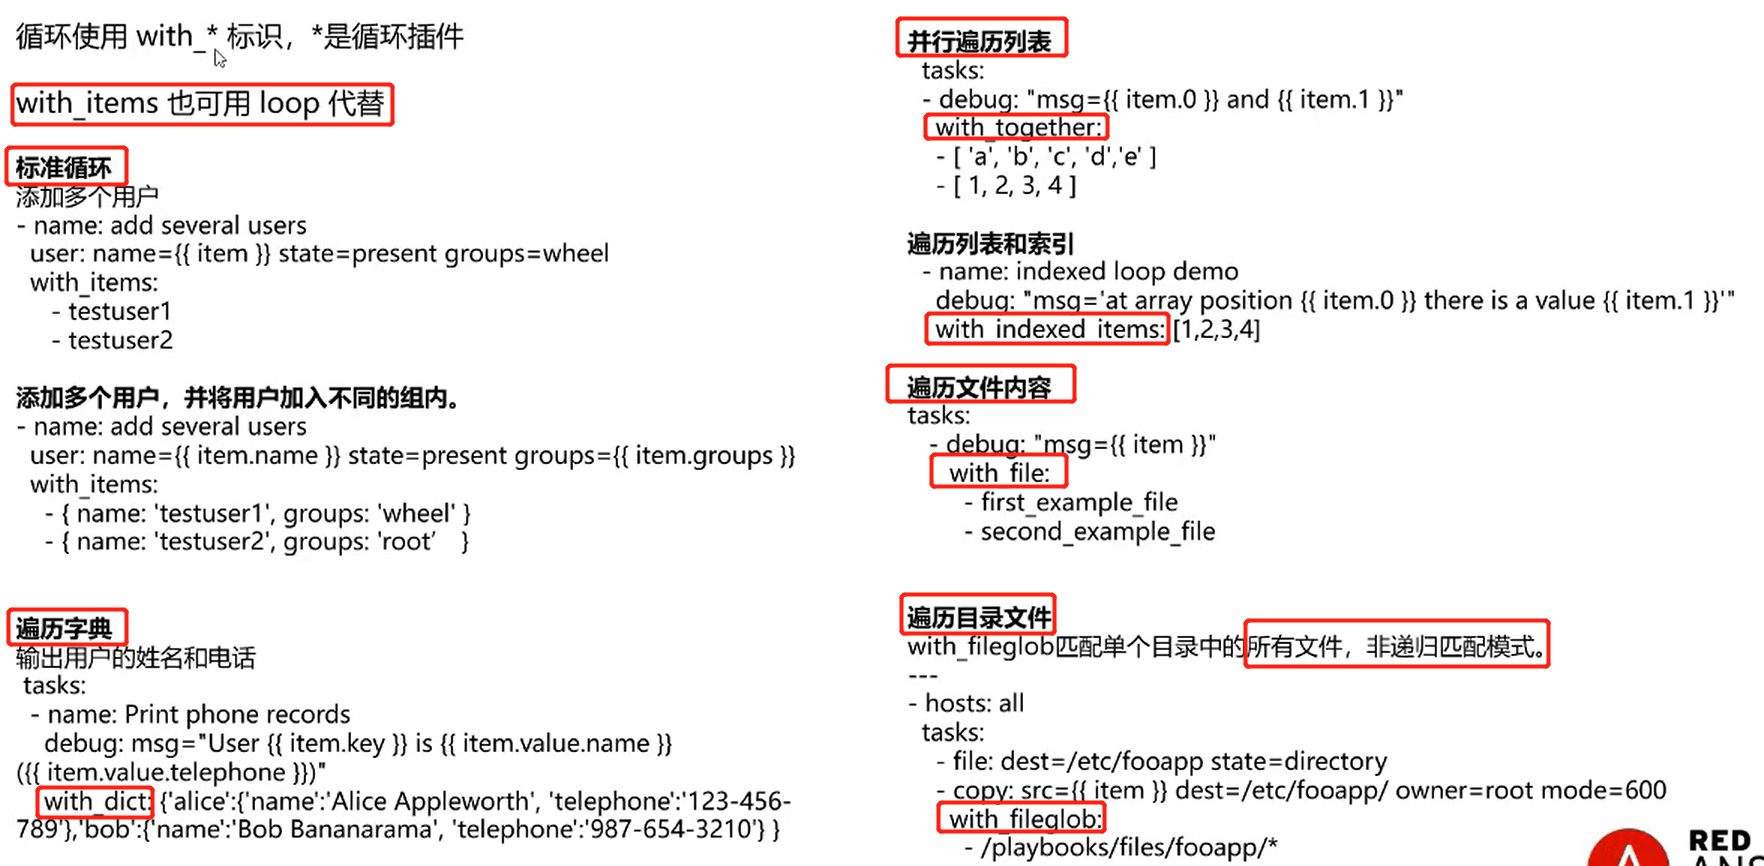 循环使用 with_* 标识，*是循环插件
with_items 也可用 loop 代替
标准循环
添加多个用户
- name: add several users
user: name={{ item }} state=present groups=wheel
with_items:
- testuser1
- testuser2
添加多个用户，并将用户加入不同的组内。
- name: add several users
user: name={{ item.name }} state=present groups={{ item.groups }}
with_items:
- { name: 'testuser1', groups: 'wheel' }
- { name: 'testuser2', groups: 'root’ }
遍历字典
输出用户的姓名和电话
tasks:
- name: Print phone records
debug: msg="User {{ item.key }} is {{ item.value.name }}
({{ item.value.telephone }})"
with_dict: {'alice':{'name':'Alice Appleworth', 'telephone':'123-456-
789'},'bob':{'name':'Bob Bananarama', 'telephone':'987-654-3210'} }
并行遍历列表
tasks:
- debug: "msg={{ item.0 }} and {{ item.1 }}"
with_together:
- [ 'a', 'b', 'c', 'd','e' ]
- [ 1, 2, 3, 4 ]
遍历列表和索引
- name: indexed loop demo
debug: "msg='at array position {{ item.0 }} there is a value {{ item.1 }}'"
with_indexed_items: [1,2,3,4]
遍历文件内容
tasks:
- debug: "msg={{ item }}"
with_file:
- first_example_file
- second_example_file
遍历目录文件
with_fileglob匹配单个目录中的所有文件，非递归匹配模式。
---
- hosts: all
tasks:
- file: dest=/etc/fooapp state=directory
- copy: src={{ item }} dest=/etc/fooapp/ owner=root mode=600
with_fileglob:
- /playbooks/files/fooapp/*
RED